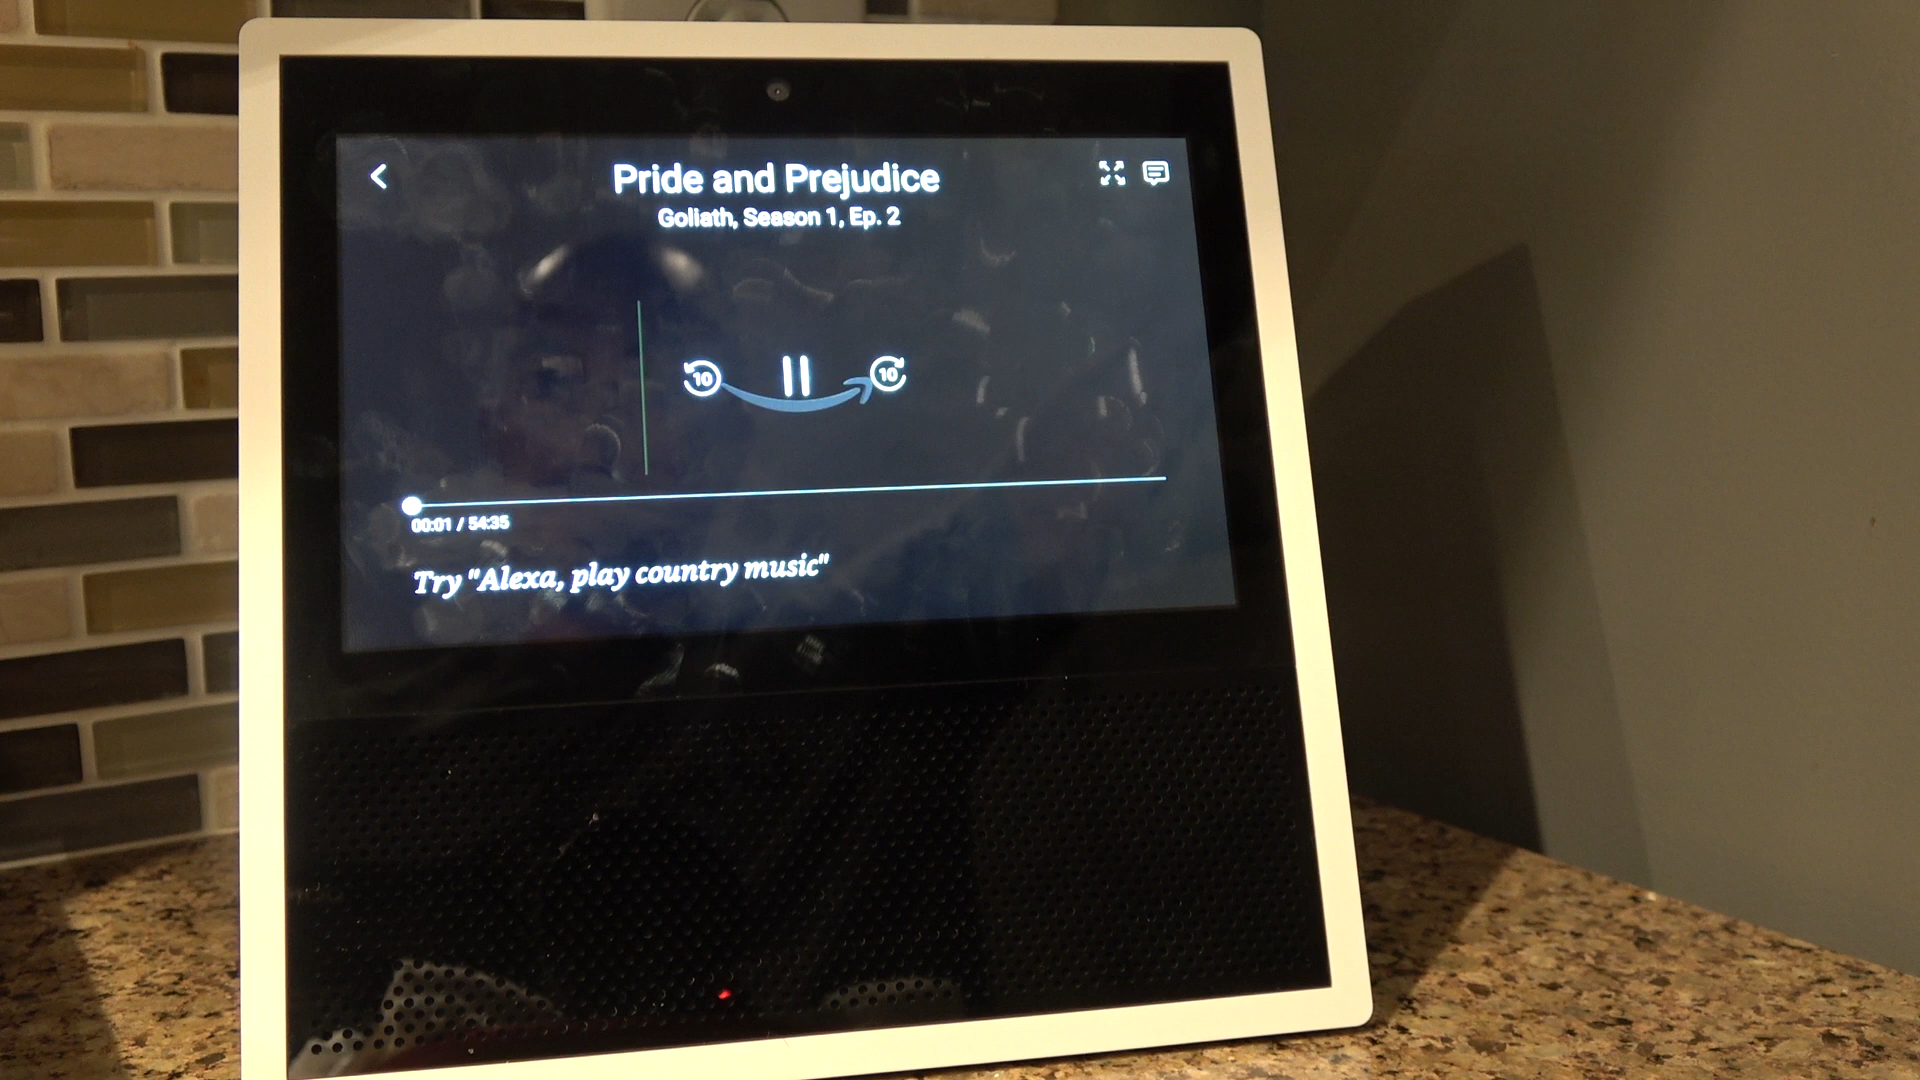 Pride and Prejudice
Goliath, Season 1, Ep. 2
10 10
00:01 / 54:35
Try "Alexa, play country music"